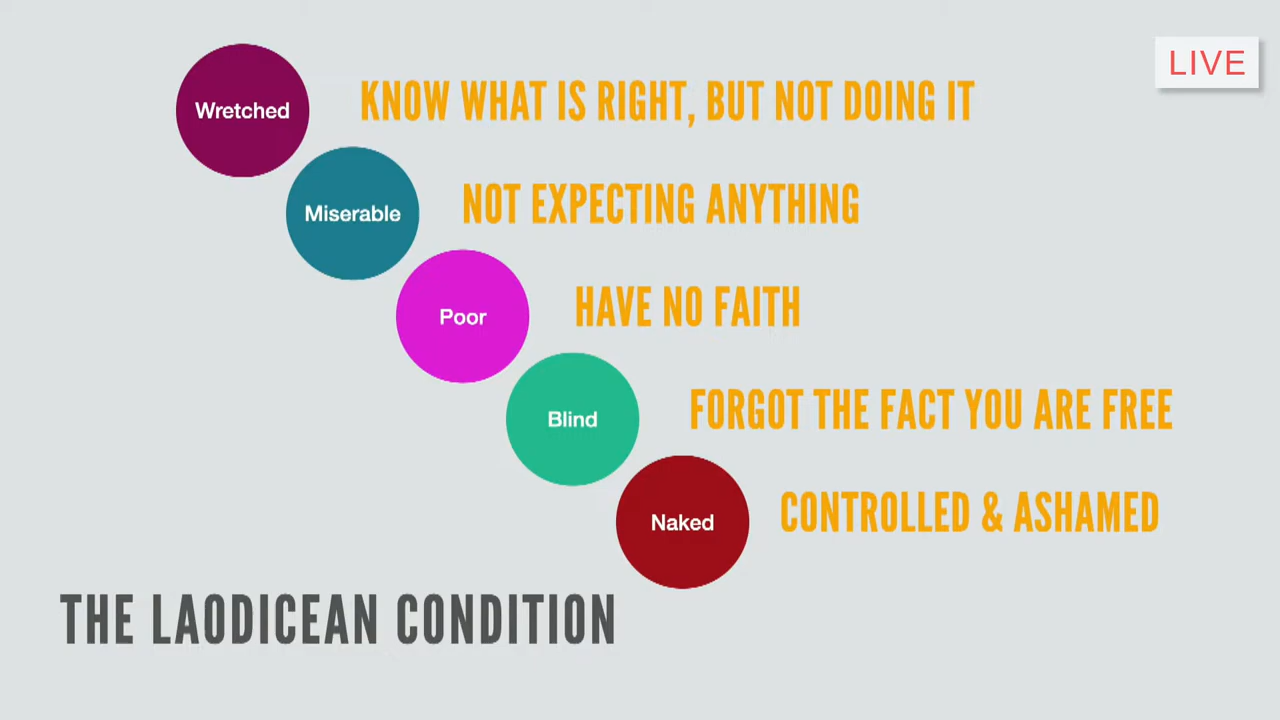 LIVE
Wretched
KNOW WHAT IS RIGHT, BUT NOT DOING IT
Miserable
NOT EXPECTING ANYTHING
Poor
HAVE NO FAITH
Blind
FORGOT THE FACT YOU ARE FREE
Naked
CONTROLLED & ASHAMED
THE LAODICEAN CONDITION